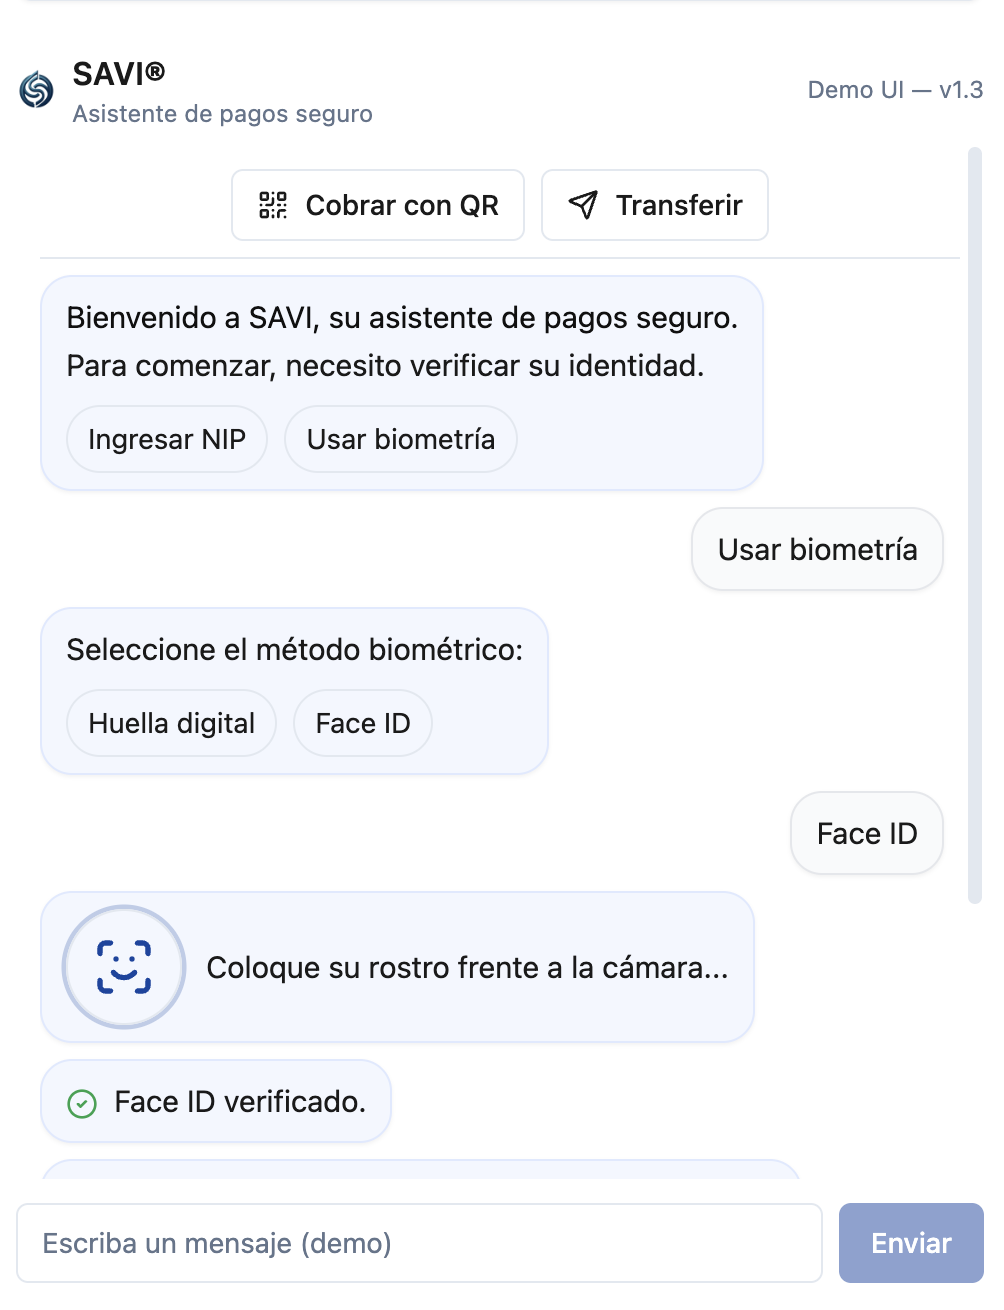 SAVI®
Asistente de pagos seguro
Demo UI — v1.3
Cobrar con QR
Transferir
Bienvenido a SAVI, su asistente de pagos seguro.
Para comenzar, necesito verificar su identidad.
Ingresar NIP
Usar biometría
Usar biometría
Seleccione el método biométrico:
Huella digital
Face ID
Face ID
Coloque su rostro frente a la cámara...
Face ID verificado.
Escriba un mensaje (demo)
Enviar